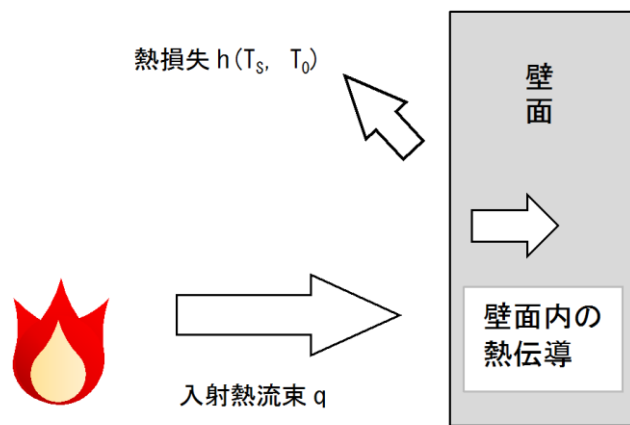 熱損失 h(Tₛ, T₀)
壁
面
壁面内の
熱伝導
入射熱流束 q